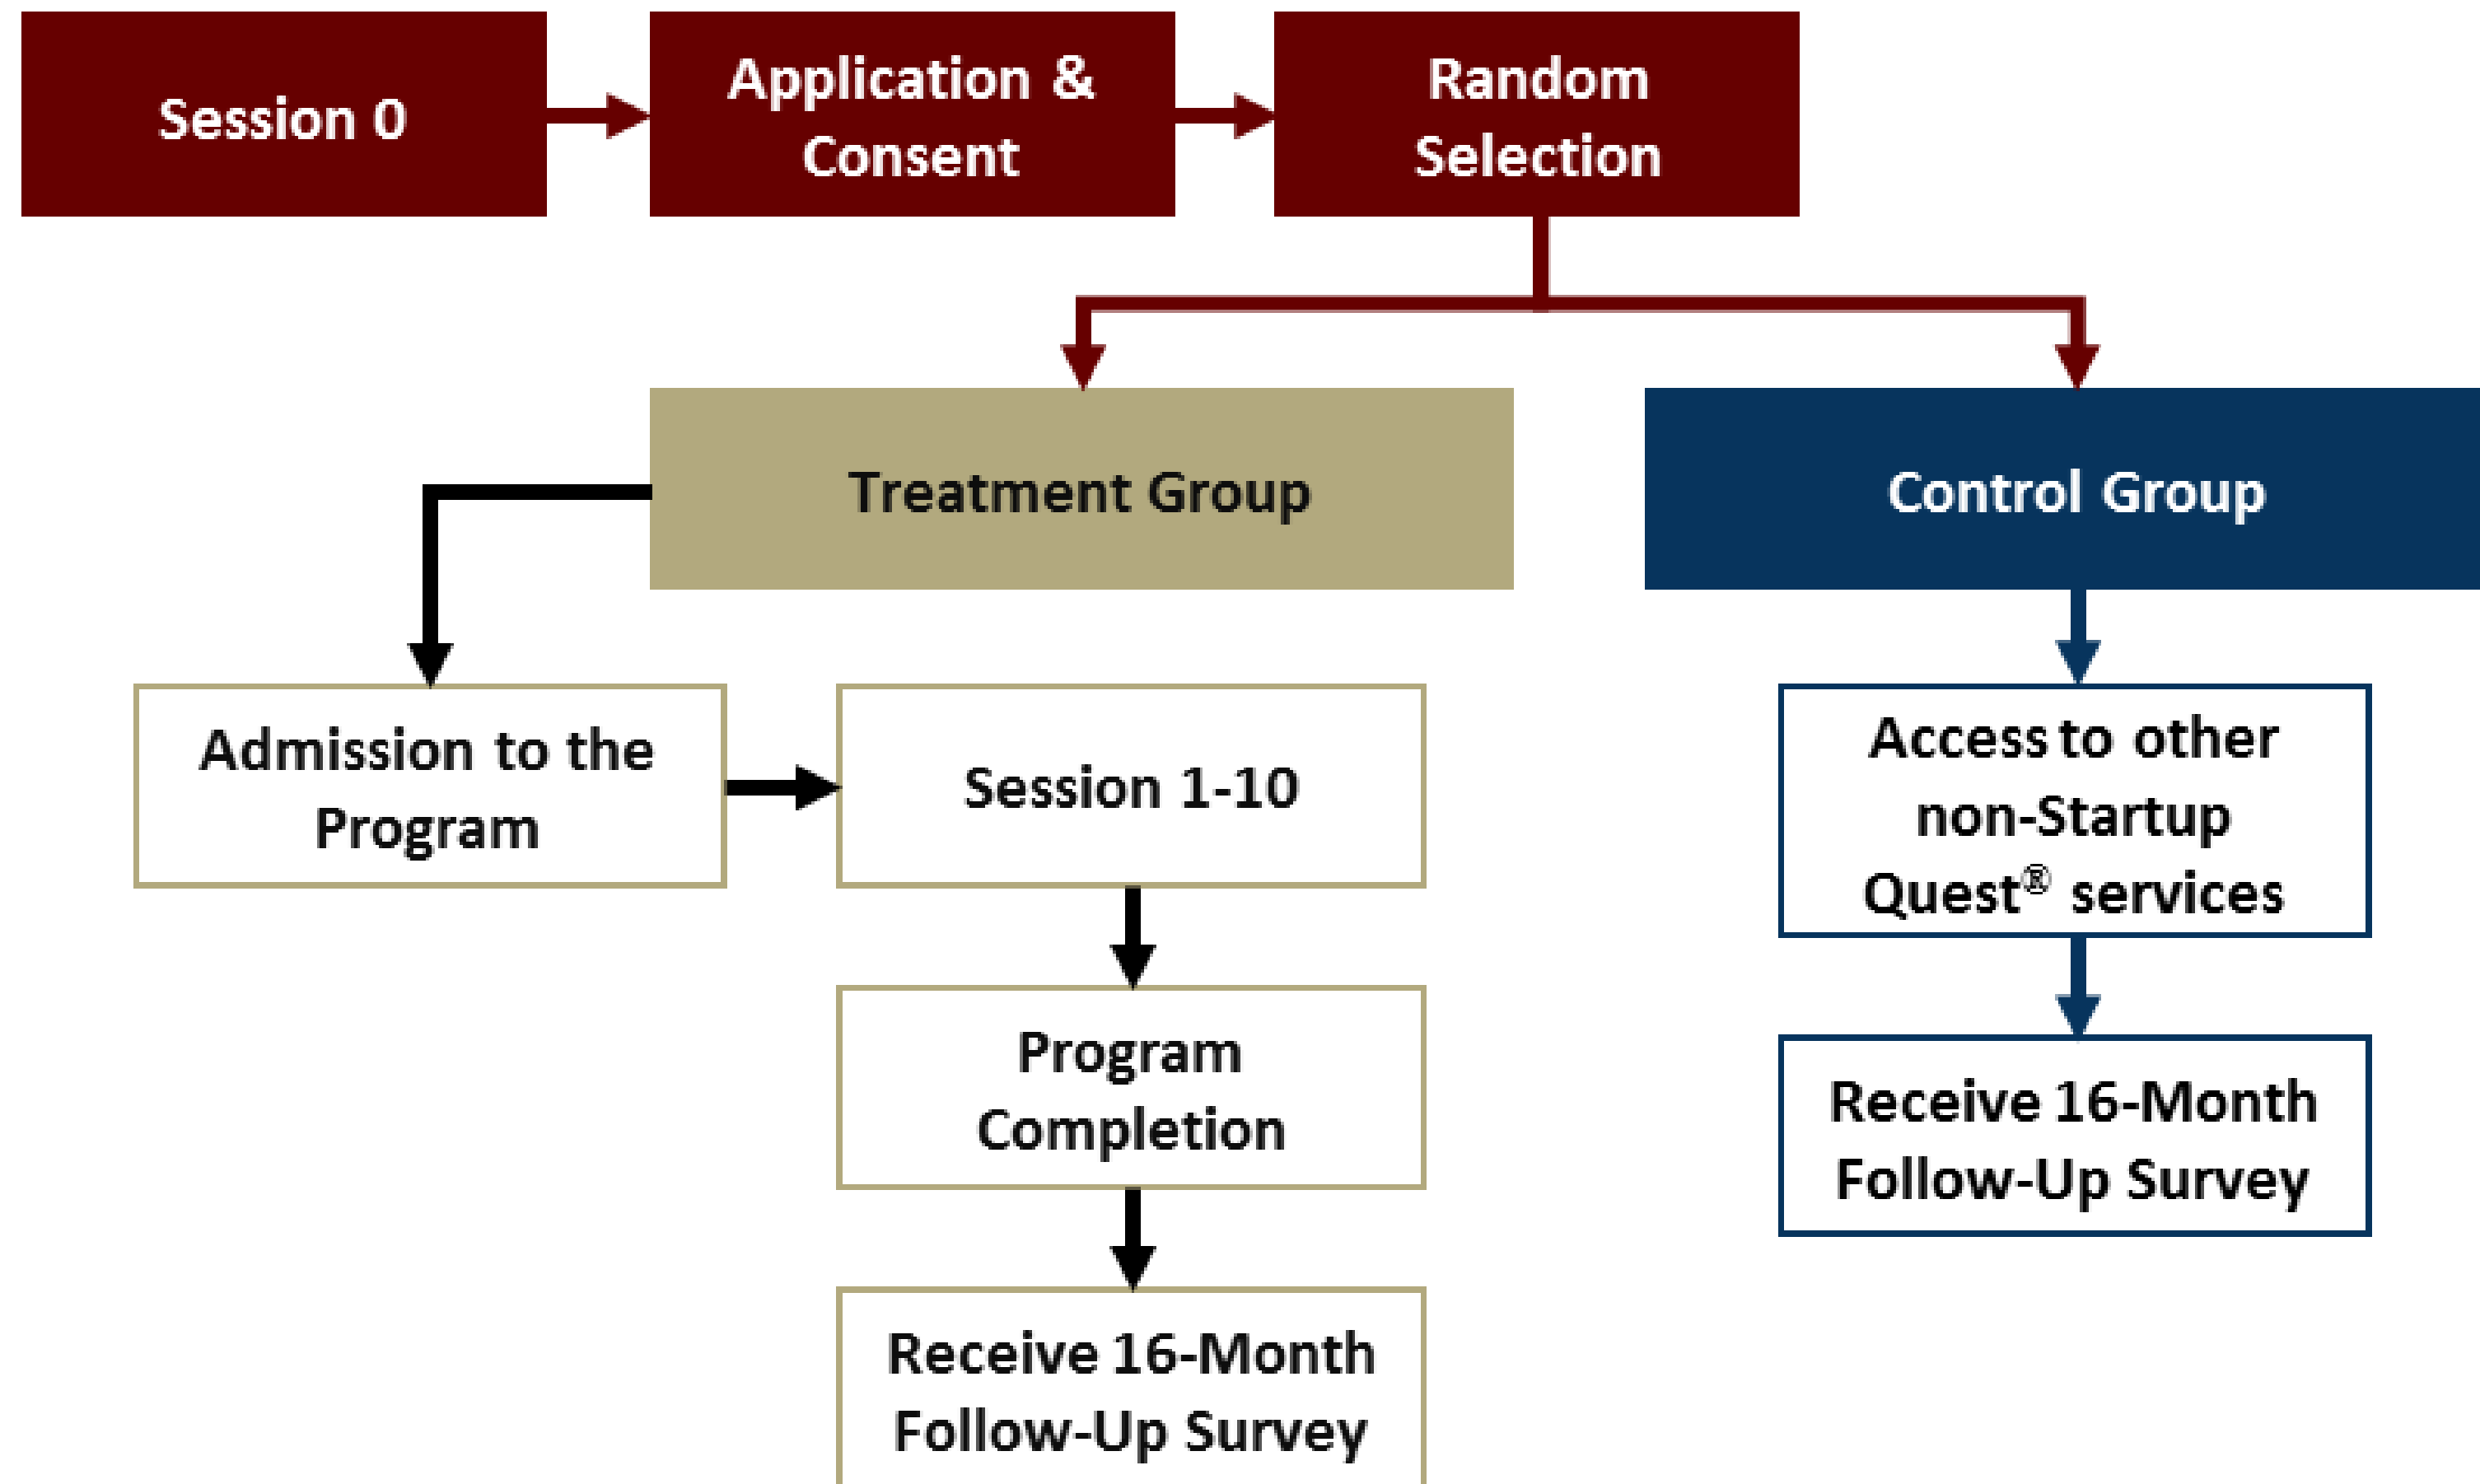 Session 0
Application &
Consent
Random
Selection
Treatment Group
Control Group
Admission to the
Program
Session 1-10
Access to other
non-Startup
Quest® services
Program
Completion
Receive 16-Month
Follow-Up Survey
Receive 16-Month
Follow-Up Survey